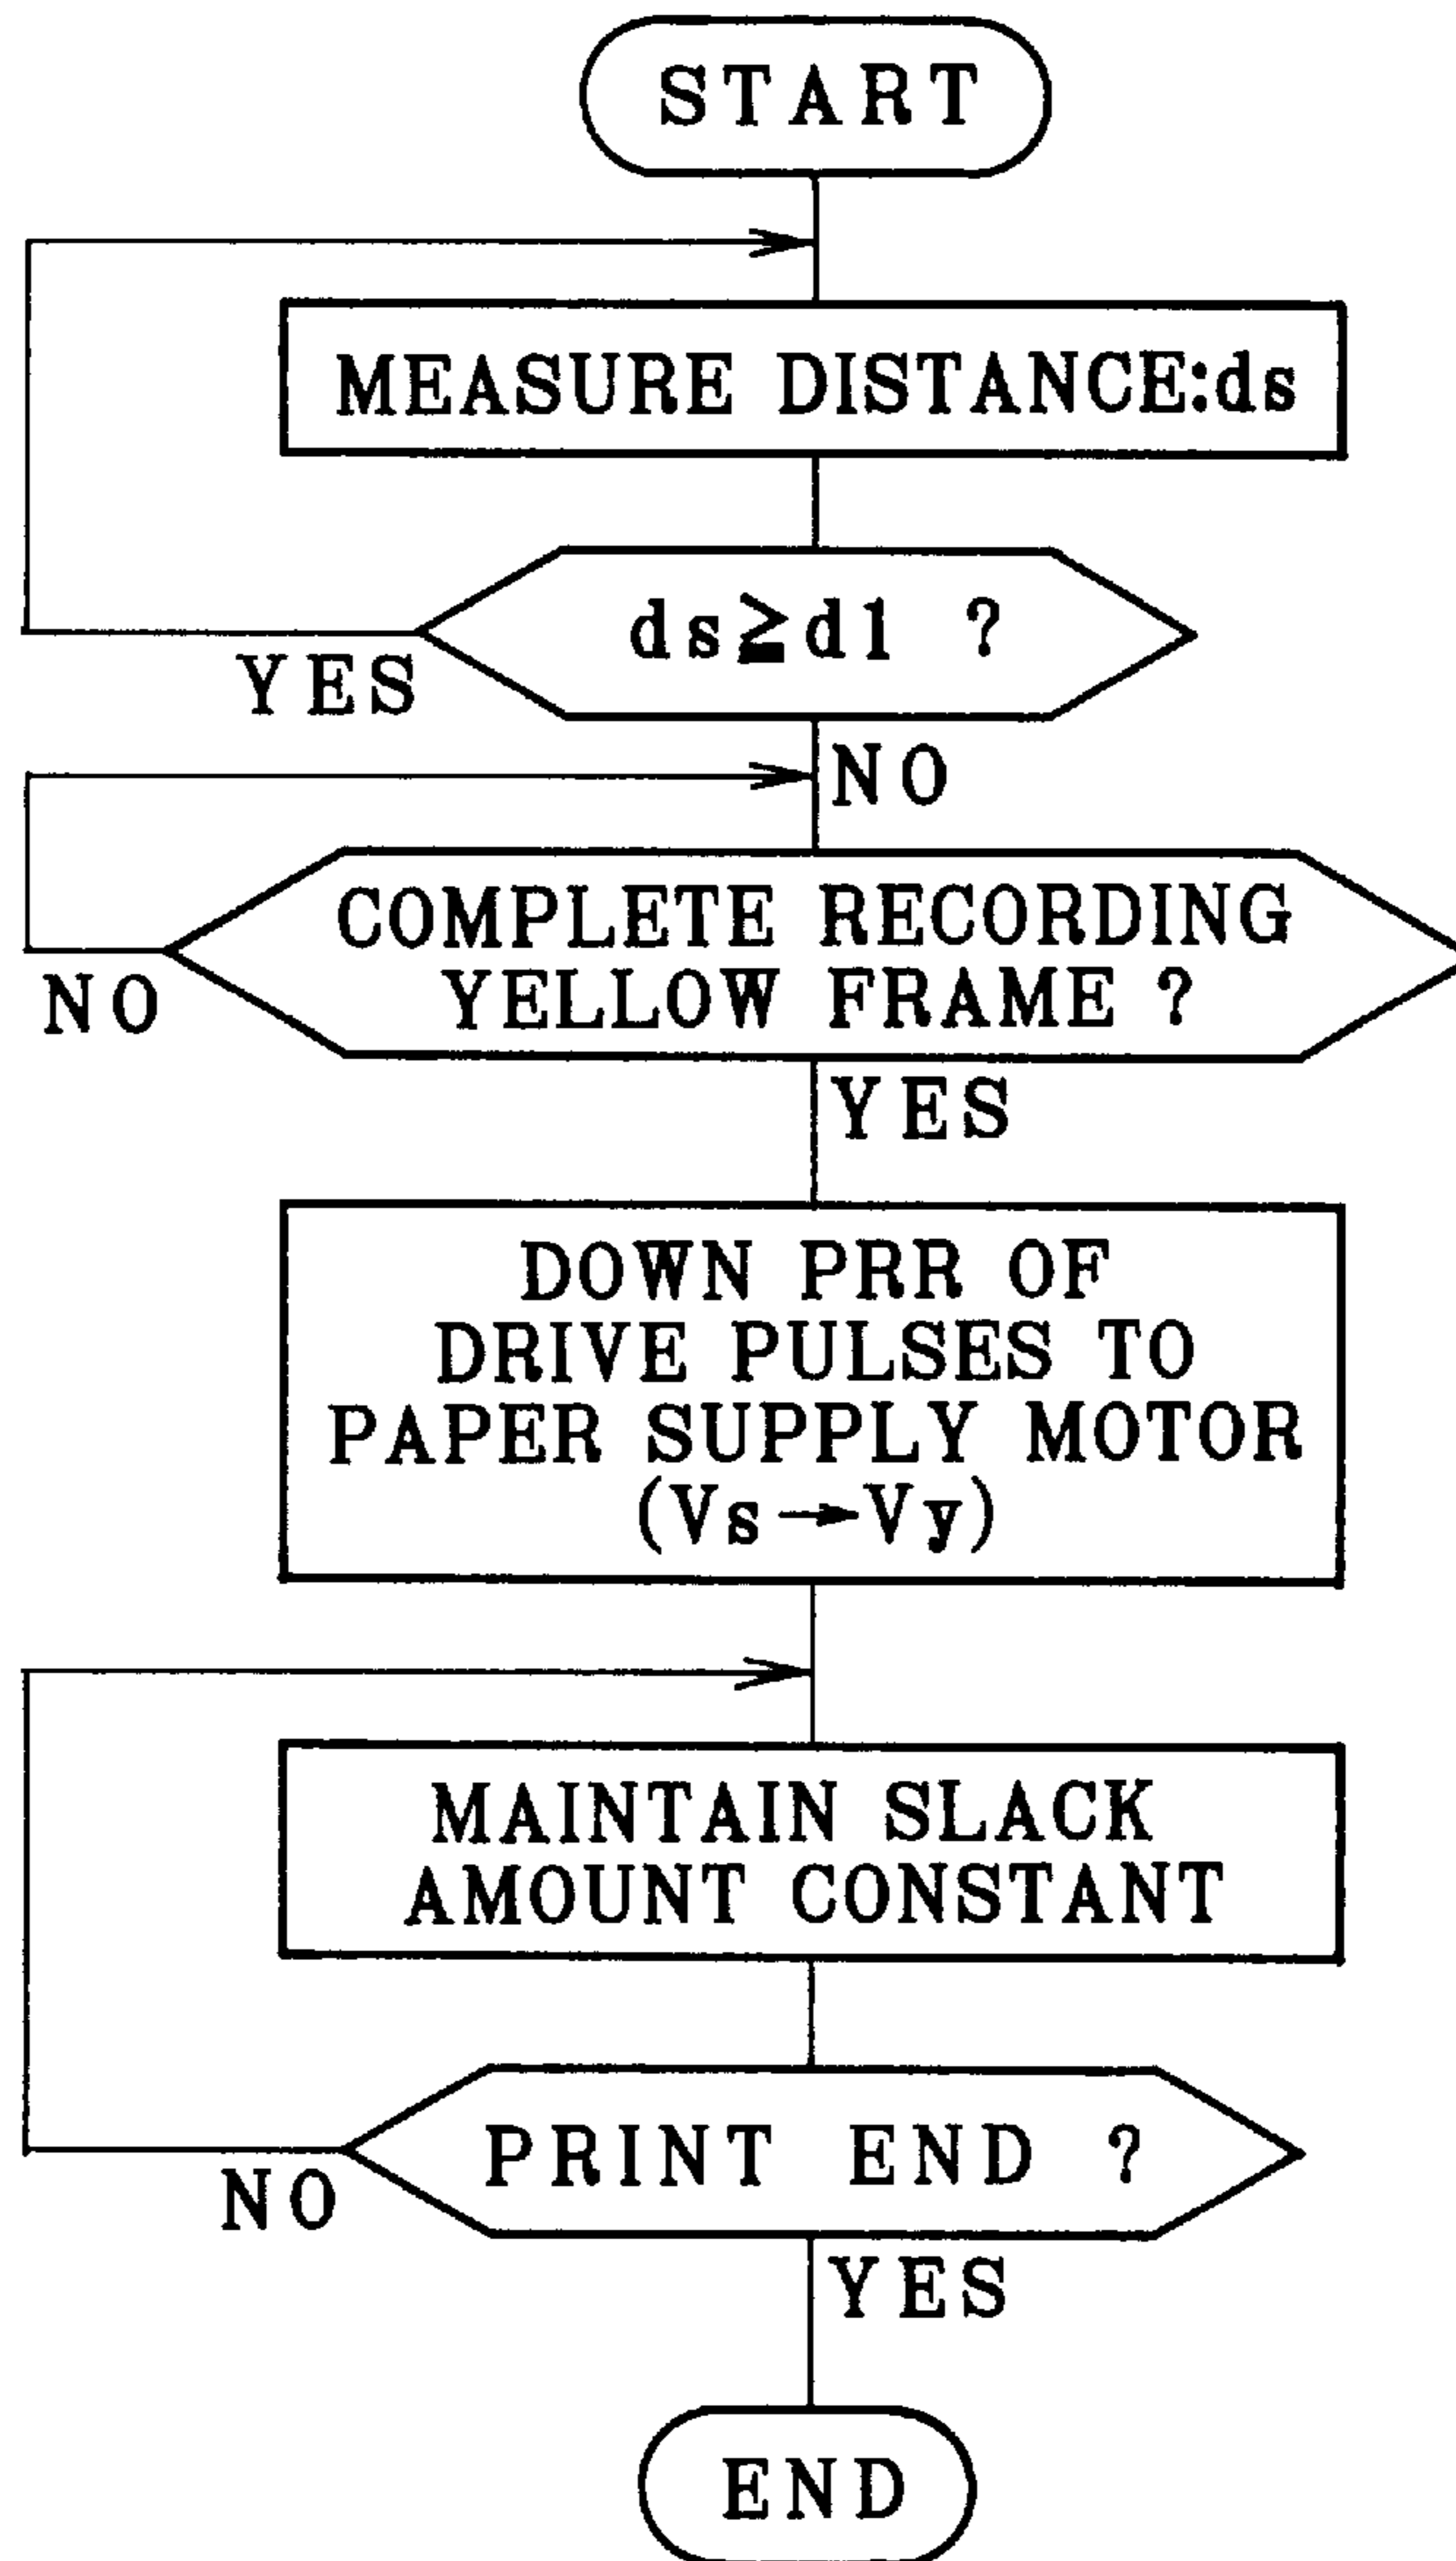 START
MEASURE DISTANCE:ds
ds≧d1 ?
YES
NO
COMPLETE RECORDING
YELLOW FRAME ?
NO
YES
DOWN PRR OF
DRIVE PULSES TO
PAPER SUPPLY MOTOR
(Vs→Vy)
MAINTAIN SLACK
AMOUNT CONSTANT
PRINT END ?
NO
YES
END